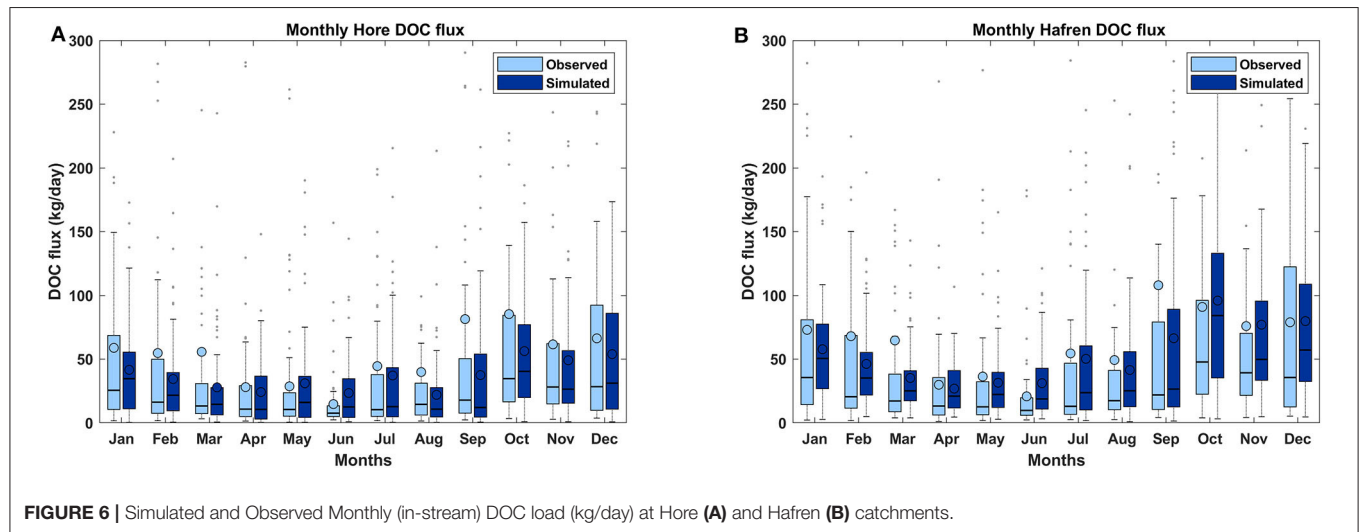 A
Monthly Hore DOC flux
300
250
200
150
100
50
0
DOC flux (kg/day)
Observed
Simulated
Jan Feb Mar Apr May Jun Jul Aug Sep Oct Nov Dec
Months
B
Monthly Hafren DOC flux
300
250
200
150
100
50
0
DOC flux (kg/day)
Observed
Simulated
Jan Feb Mar Apr May Jun Jul Aug Sep Oct Nov Dec
Months
FIGURE 6 | Simulated and Observed Monthly (in-stream) DOC load (kg/day) at Hore (A) and Hafren (B) catchments.